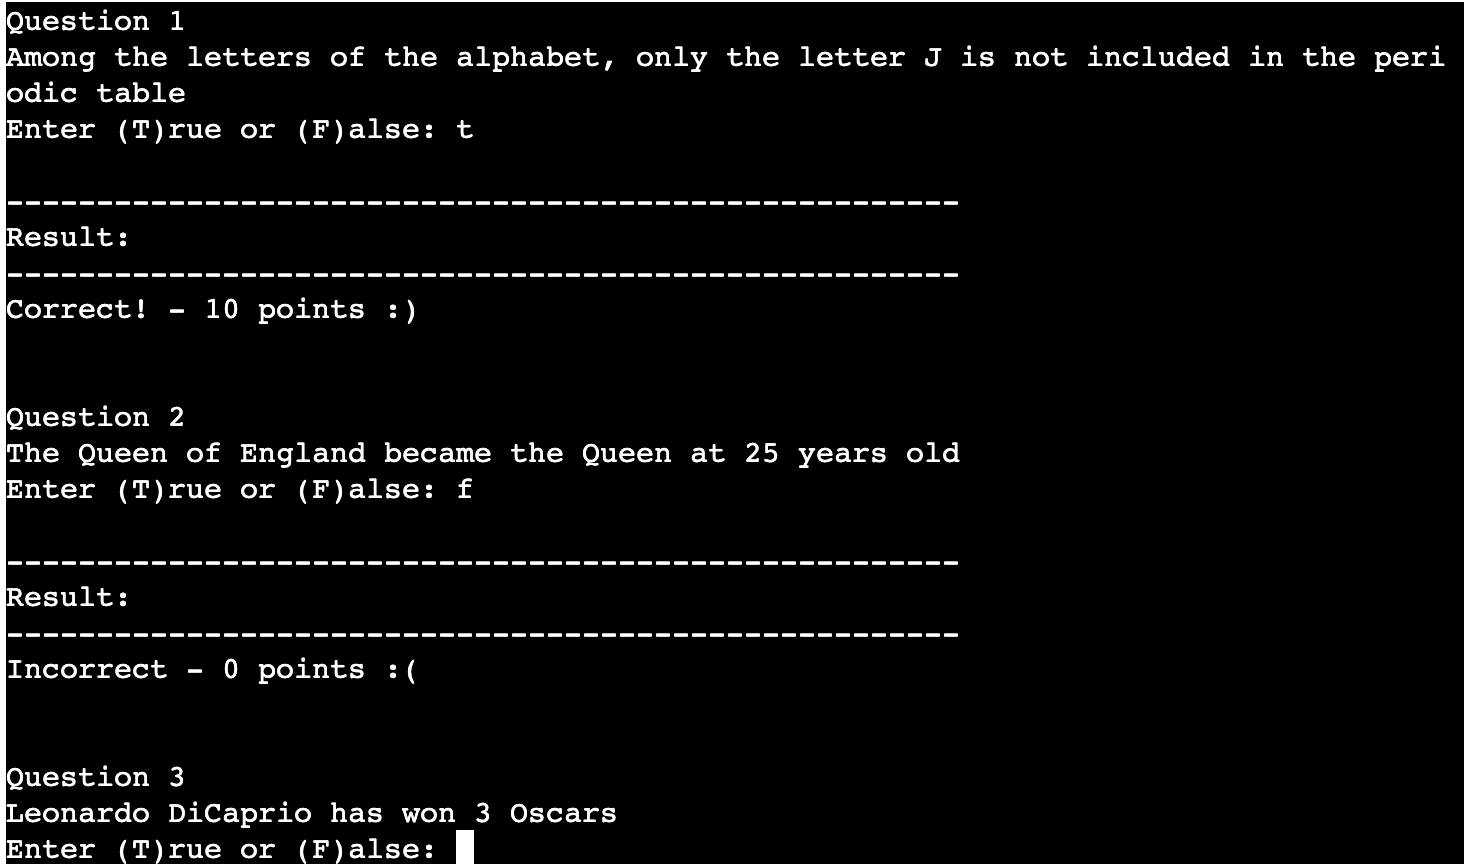 Question 1
Among the letters of the alphabet, only the letter J is not included in the peri
odic table
Enter (T)rue or (F)alse: t
-----------------------------------------------------
Result:
-----------------------------------------------------
Correct! - 10 points :)
Question 2
The Queen of England became the Queen at 25 years old
Enter (T)rue or (F)alse: f
-----------------------------------------------------
Result:
-----------------------------------------------------
Incorrect - 0 points :(
Question 3
Leonardo DiCaprio has won 3 Oscars
Enter (T)rue or (F)alse: